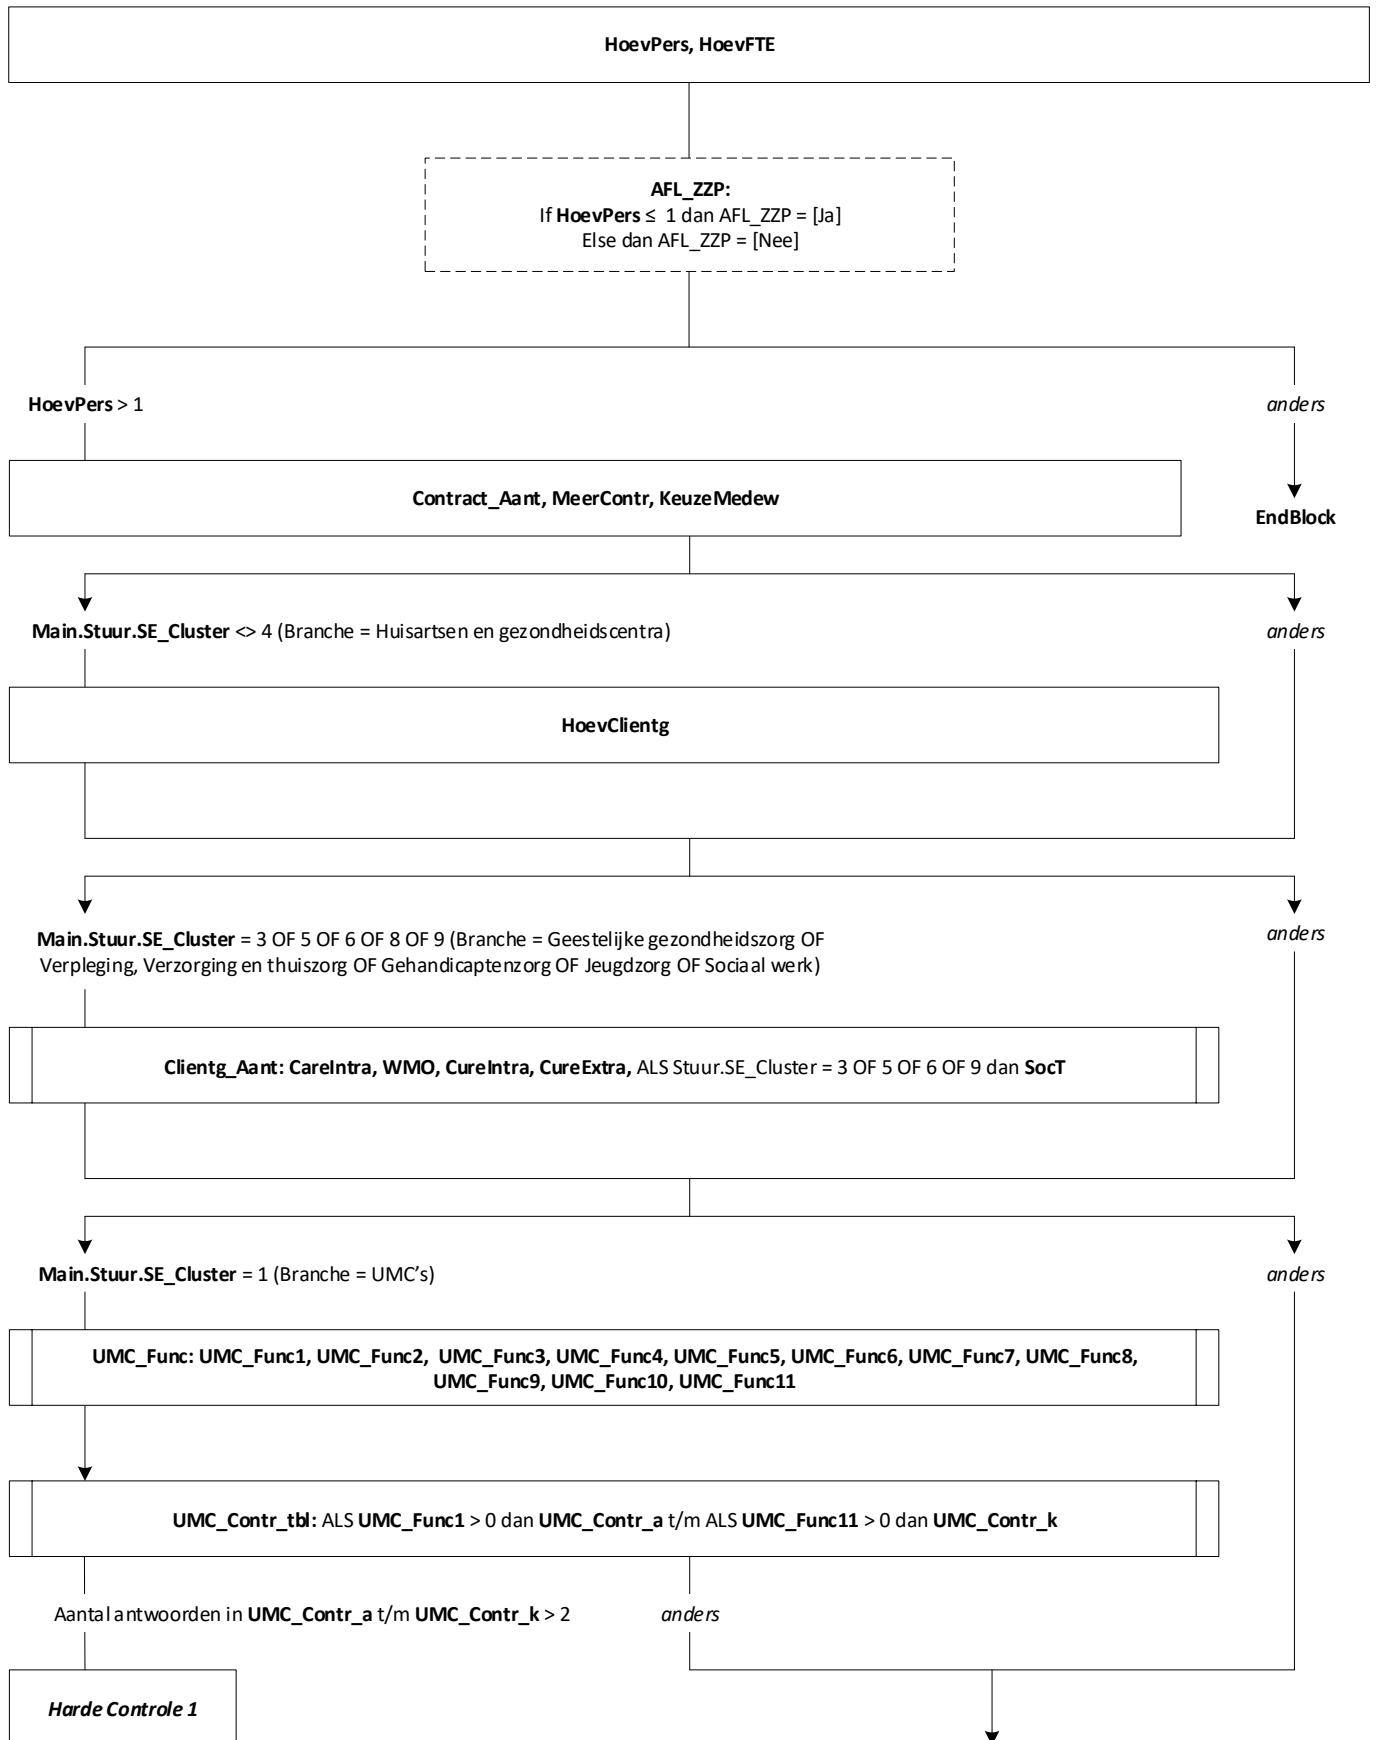 HoevPers, HoevFTE
AFL_ZZP:
If HoevPers ≤ 1 dan AFL_ZZP = [Ja]
Else dan AFL_ZZP = [Nee]
HoevPers > 1
anders
Contract_Aant, MeerContr, KeuzeMedew
EndBlock
Main.Stuur.SE_Cluster <> 4 (Branche = Huisartsen en gezondheidscentra)
anders
HoevClientg
Main.Stuur.SE_Cluster = 3 OF 5 OF 6 OF 8 OF 9 (Branche = Geestelijke gezondheidszorg OF
Verpleging, Verzorging en thuiszorg OF Gehandicaptenzorg OF Jeugdzorg OF Sociaal werk)
anders
Clientg_Aant: CareIntra, WMO, CureIntra, CureExtra, ALS Stuur.SE_Cluster = 3 OF 5 OF 6 OF 9 dan SocT
Main.Stuur.SE_Cluster = 1 (Branche = UMC’s)
anders
UMC_Func: UMC_Func1, UMC_Func2, UMC_Func3, UMC_Func4, UMC_Func5, UMC_Func6, UMC_Func7, UMC_Func8,
UMC_Func9, UMC_Func10, UMC_Func11
UMC_Contr_tbl: ALS UMC_Func1 > 0 dan UMC_Contr_a t/m ALS UMC_Func11 > 0 dan UMC_Contr_k
Aantal antwoorden in UMC_Contr_a t/m UMC_Contr_k > 2
anders
Harde Controle 1